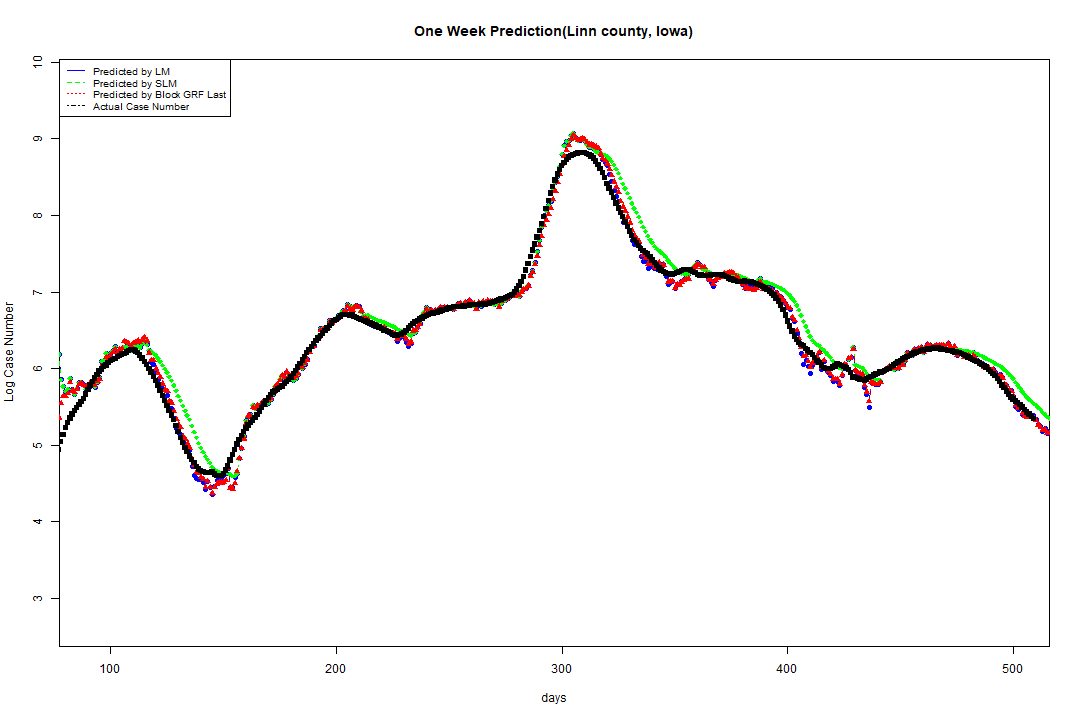 One Week Prediction(Linn county, Iowa)
Predicted by LM
Predicted by SLM
Predicted by Block GRF Last
Actual Case Number
10
9
8
7
6
5
4
3
Log Case Number
100 200 300 400 500
days